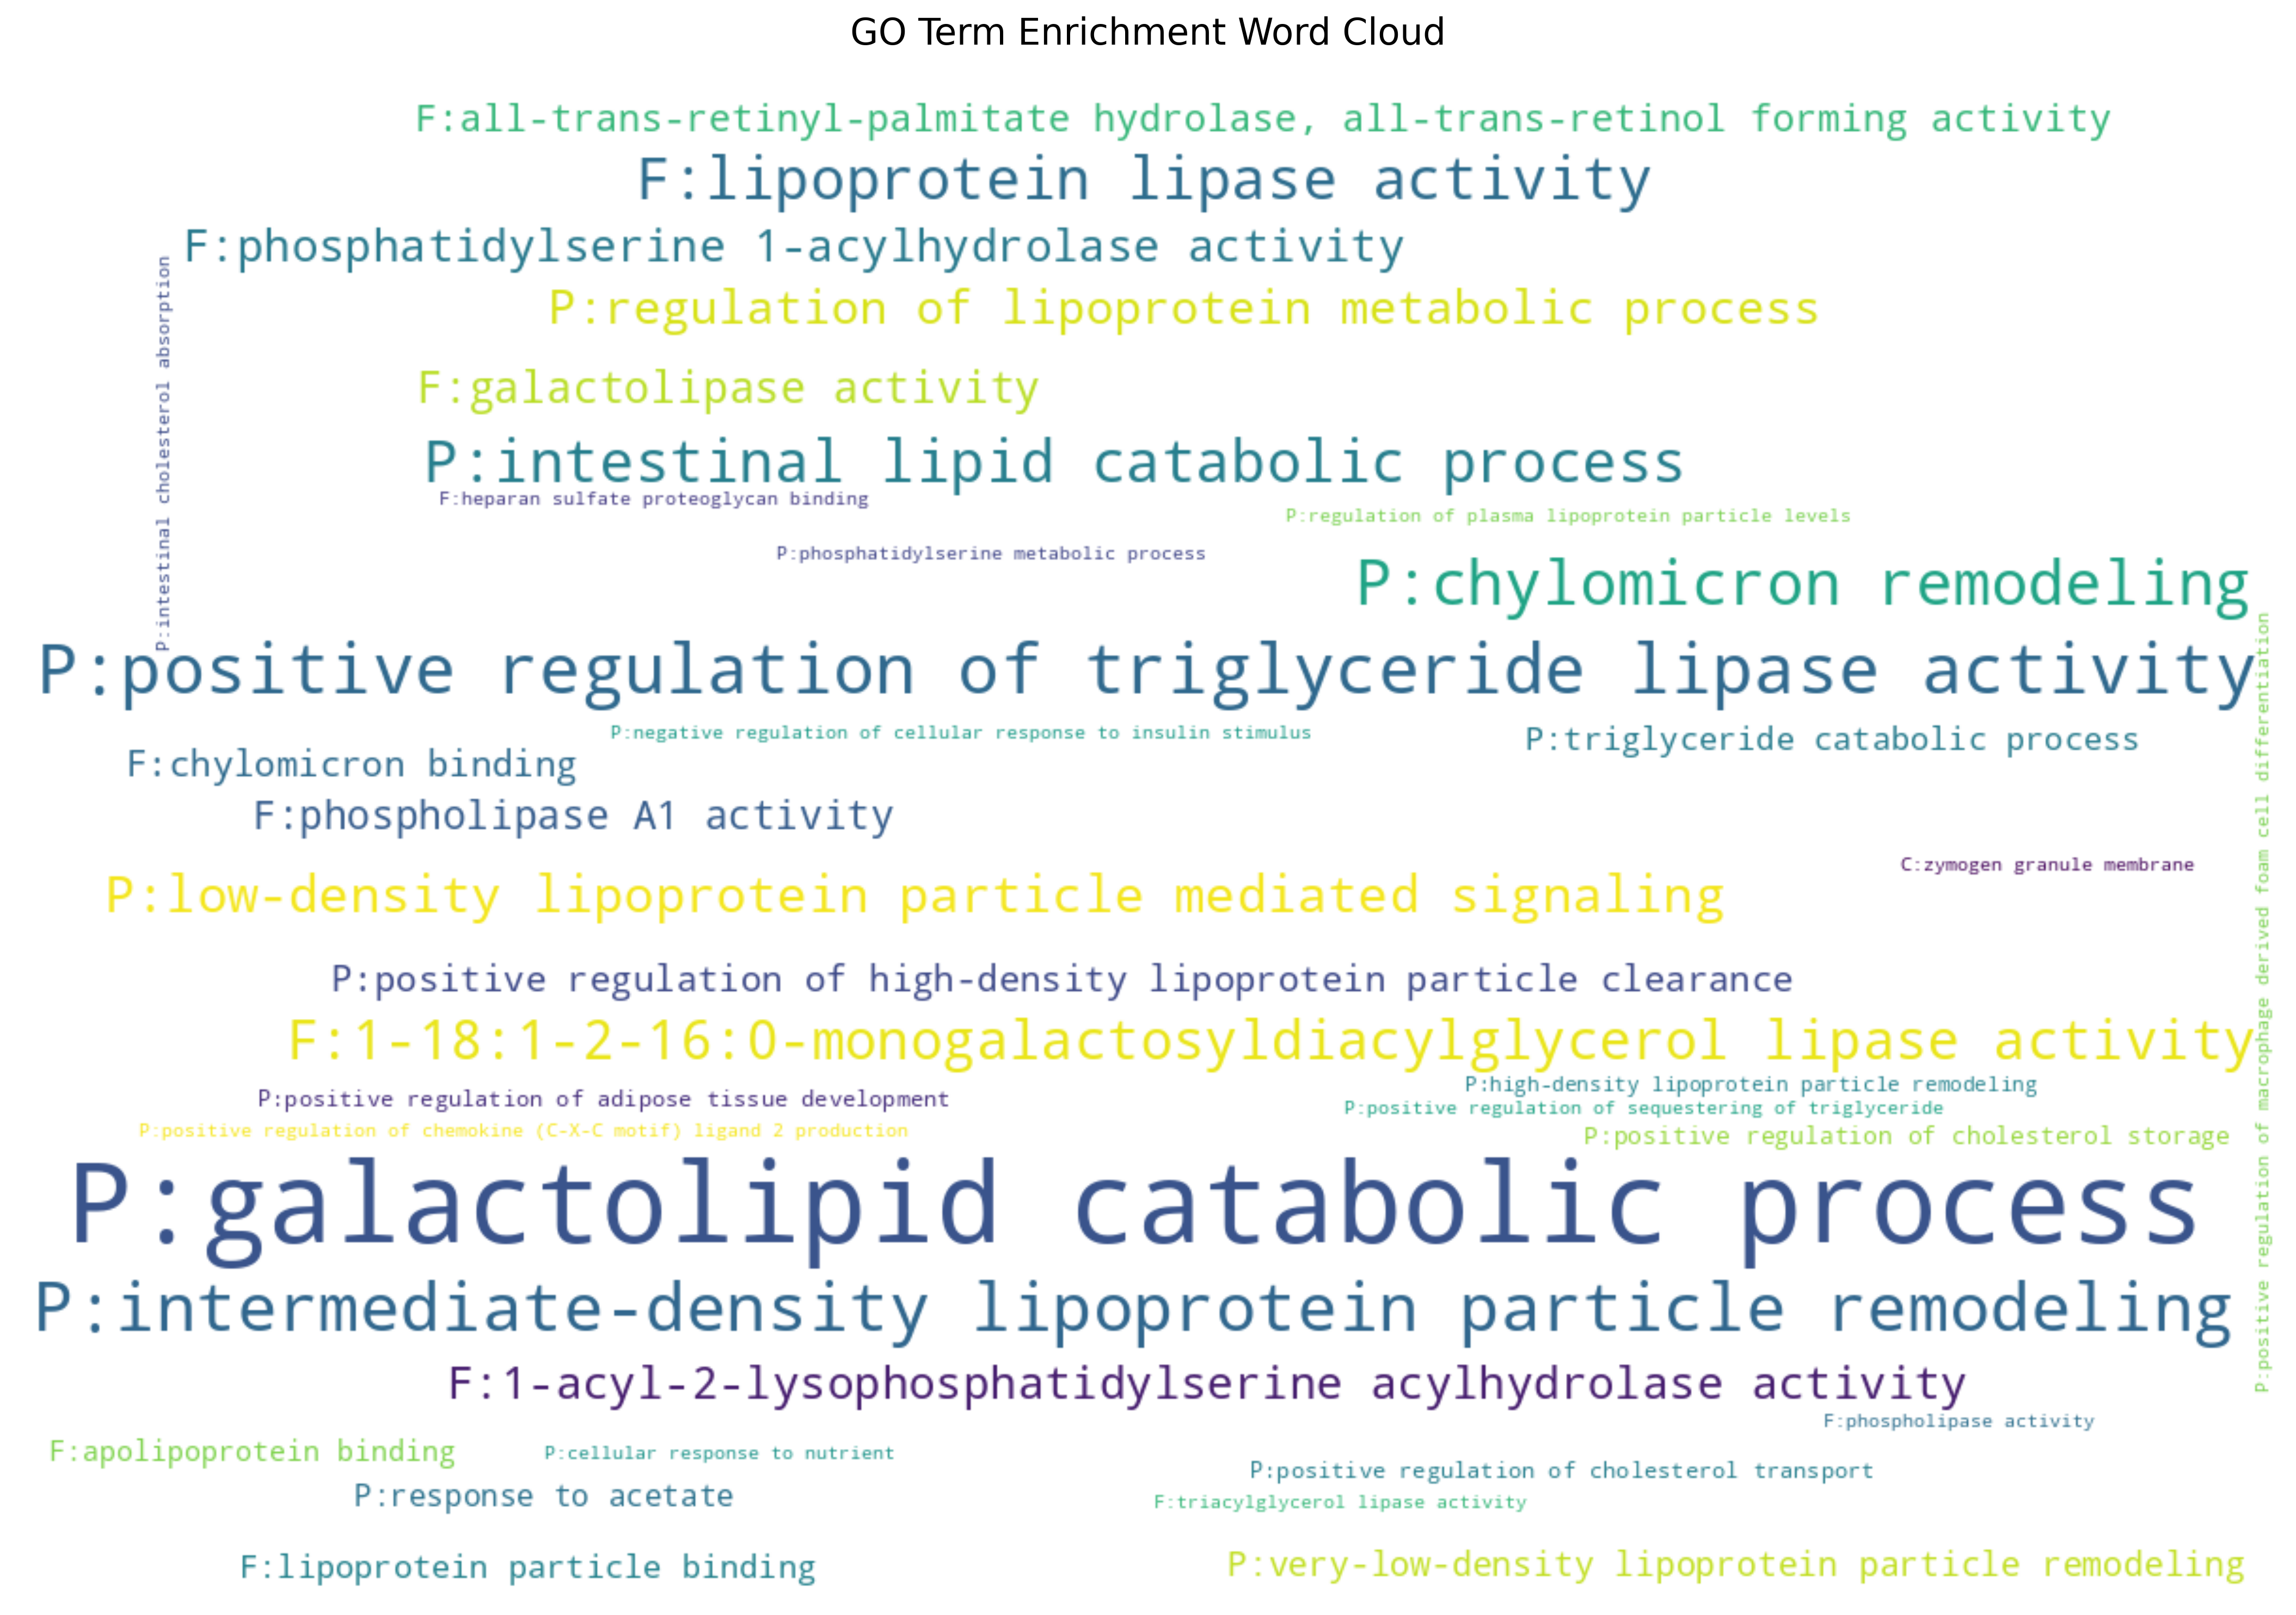 GO Term Enrichment Word Cloud
F:all-trans-retinyl-palmitate hydrolase, all-trans-retinol forming activity
F:lipoprotein lipase activity
F:phosphatidylserine 1-acylhydrolase activity
P:intestinal cholesterol absorption
P:regulation of lipoprotein metabolic process
F:galactolipase activity
P:intestinal lipid catabolic process
F:heparan sulfate proteoglycan binding
P:regulation of plasma lipoprotein particle levels
P:phosphatidylserine metabolic process
P:chylomicron remodeling
P:positive regulation of triglyceride lipase activity
P:positive regulation of macrophage derived foam cell differentiation
P:negative regulation of cellular response to insulin stimulus
P:triglyceride catabolic process
F:chylomicron binding
F:phospholipase A1 activity
C:zymogen granule membrane
P:low-density lipoprotein particle mediated signaling
P:positive regulation of high-density lipoprotein particle clearance
F:1-18:1-2-16:0-monogalactosyldiacylglycerol lipase activity
P:high-density lipoprotein particle remodeling
P:positive regulation of adipose tissue development
P:positive regulation of sequestering of triglyceride
P:positive regulation of chemokine (C-X-C motif) ligand 2 production
P:positive regulation of cholesterol storage
P:galactolipid catabolic process
P:intermediate-density lipoprotein particle remodeling
F:1-acyl-2-lysophosphatidylserine acylhydrolase activity
F:phospholipase activity
F:apolipoprotein binding
P:cellular response to nutrient
P:positive regulation of cholesterol transport
P:response to acetate
F:triacylglycerol lipase activity
F:lipoprotein particle binding
P:very-low-density lipoprotein particle remodeling